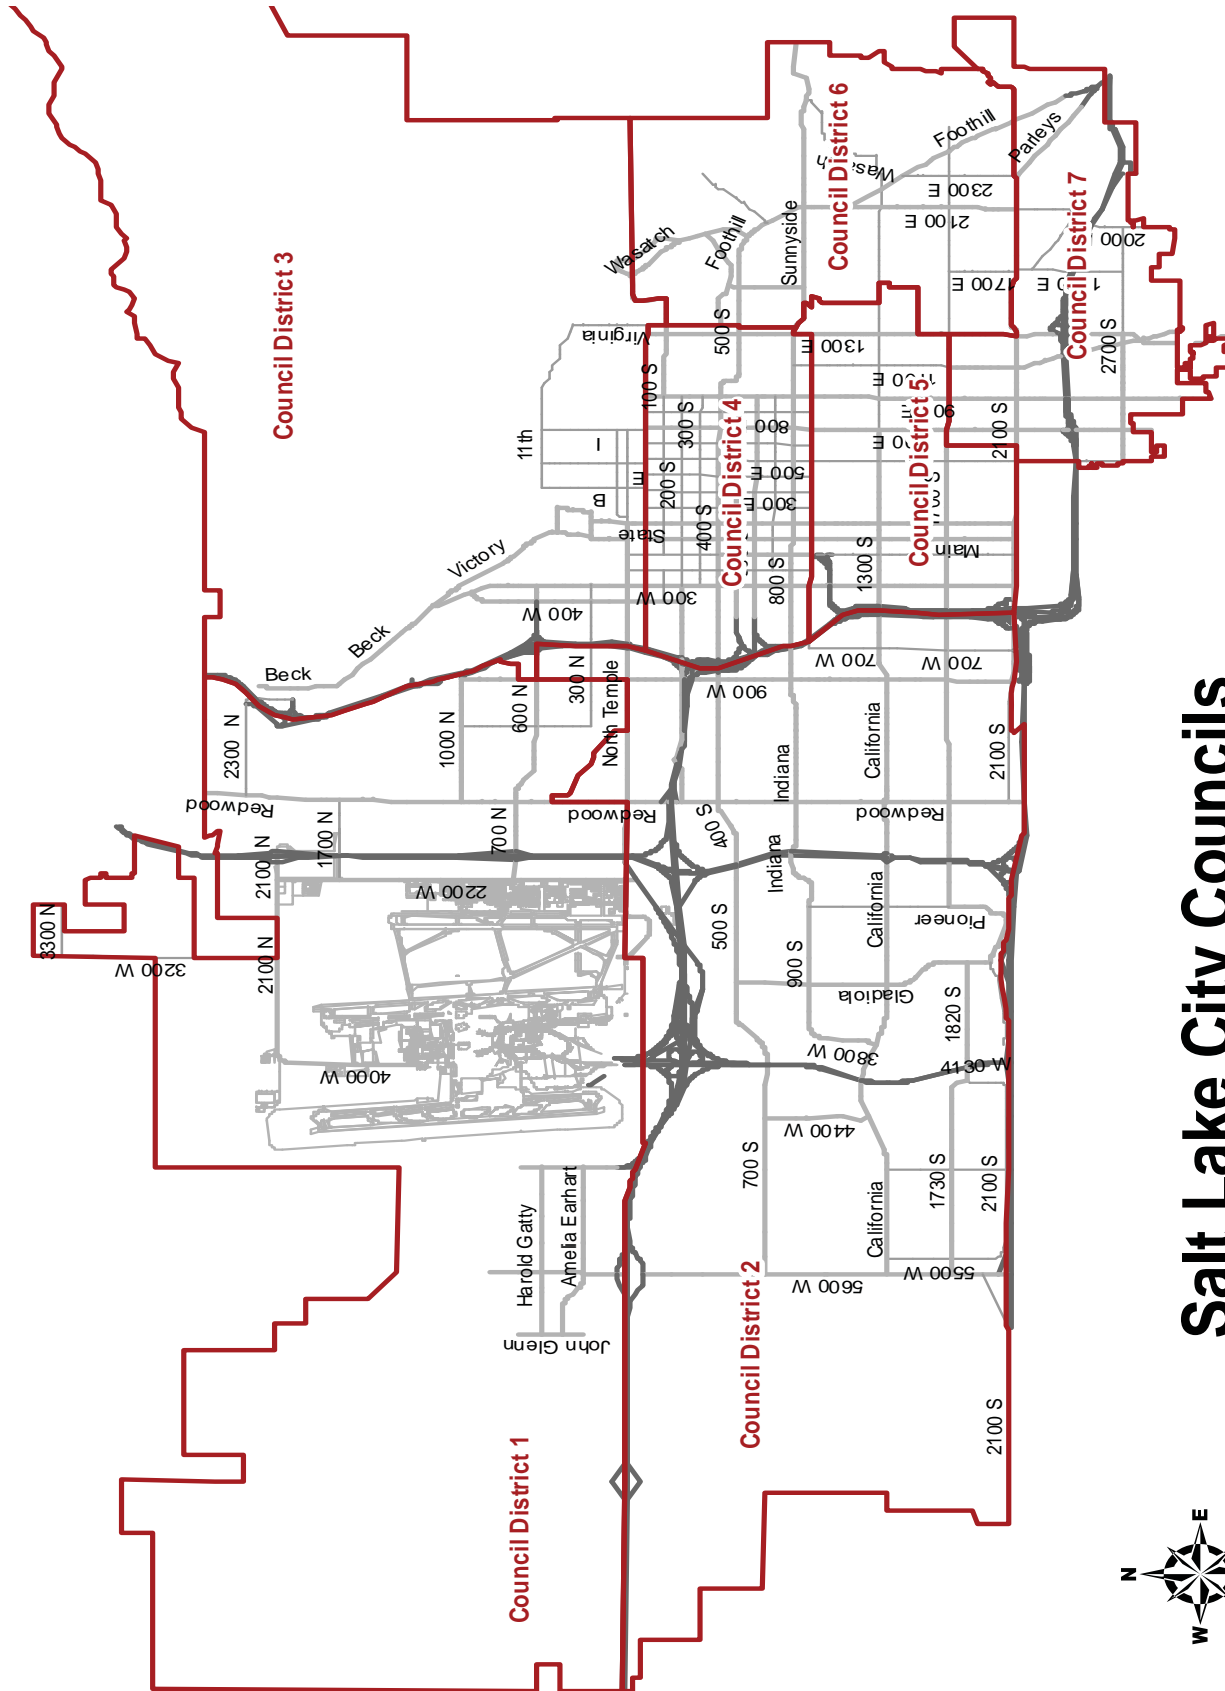 Council District 3
Council District 6
Council District 7
Council District 4
Council District 5
Council District 1
Council District 2
Foothill
Parleys
2300 E
2100 E
Sunnyside
Wasatch
Foothill
1700 E
2700 S
500 S
Virginia
1300 E
100 S
11th
I
E
B
300 S
200 S
800
500 E
300 E
400 S
State
2100 S
Main
1300 S
800 S
Victory
Beck
Beck
400 W
300 W
700 W
700 W
900 W
300 N
600 N
North Temple
1000 N
2300 N
Redwood
Redwood
Redwood
California
Indiana
2100 S
1700 N
2100 N
700 N
2200 W
400 S
Indiana
California
Pioneer
3300 N
3200 W
2100 N
500 S
900 S
Gladiola
1820 S
4000 W
3800 W
4130 W
4400 W
700 S
1730 S
2100 S
Harold Gatty
Amelia Earhart
John Glenn
California
5600 W
5500 W
2100 S
Salt Lake City Councils
N
E
W